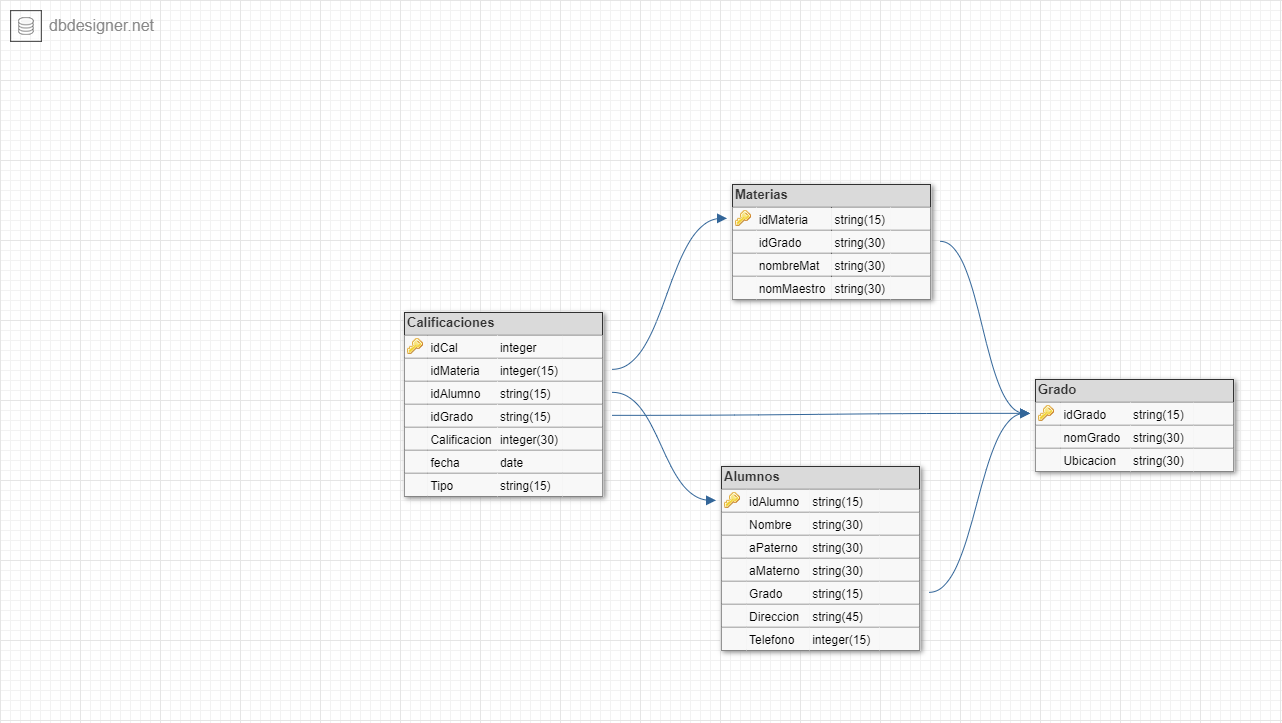 dbdesigner.net
Materias
idMateria string(15)
idGrado string(30)
nombreMat string(30)
nomMaestro string(30)
Calificaciones
idCal integer
idMateria integer(15)
idAlumno string(15)
idGrado string(15)
Calificacion integer(30)
fecha date
Tipo string(15)
Grado
idGrado string(15)
nomGrado string(30)
Ubicacion string(30)
Alumnos
idAlumno string(15)
Nombre string(30)
aPaterno string(30)
aMaterno string(30)
Grado string(15)
Direccion string(45)
Telefono integer(15)